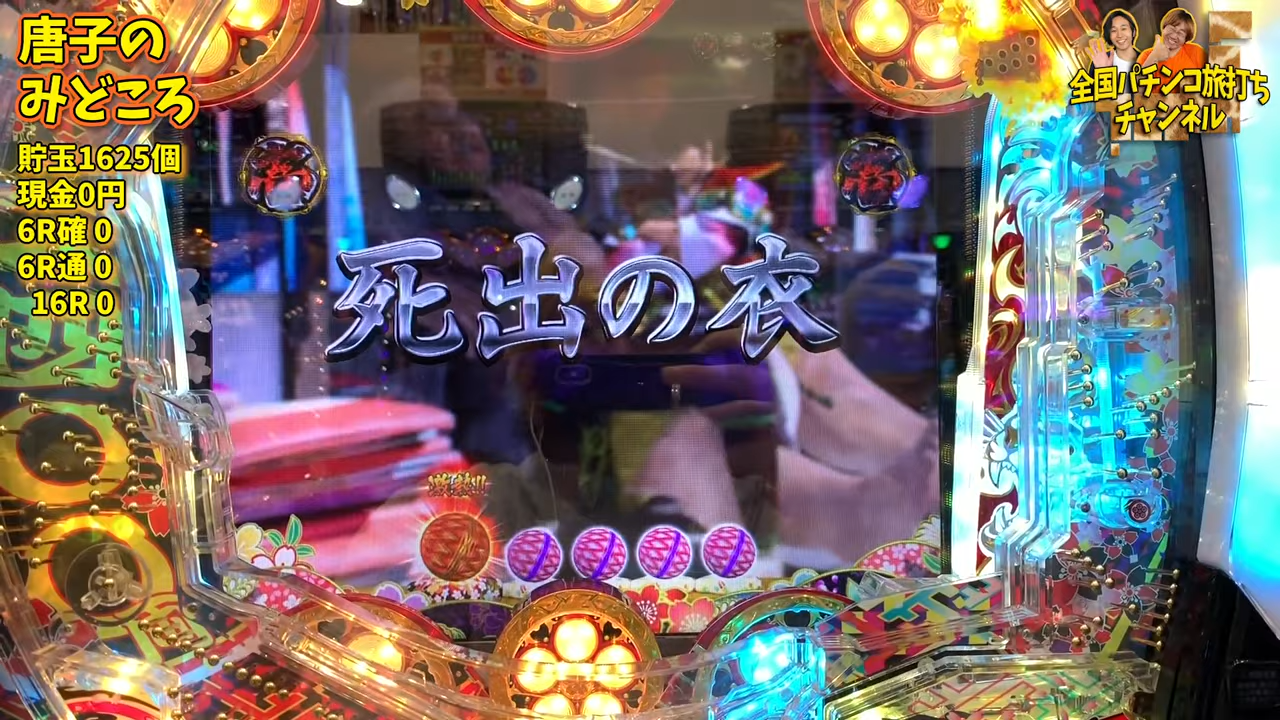 唐子の
みどころ
貯玉1625個
現金0円
6R確 0
6R通 0
16R 0
全国パチンコ旅打ち
チャンネル
死出の衣
激熱!!